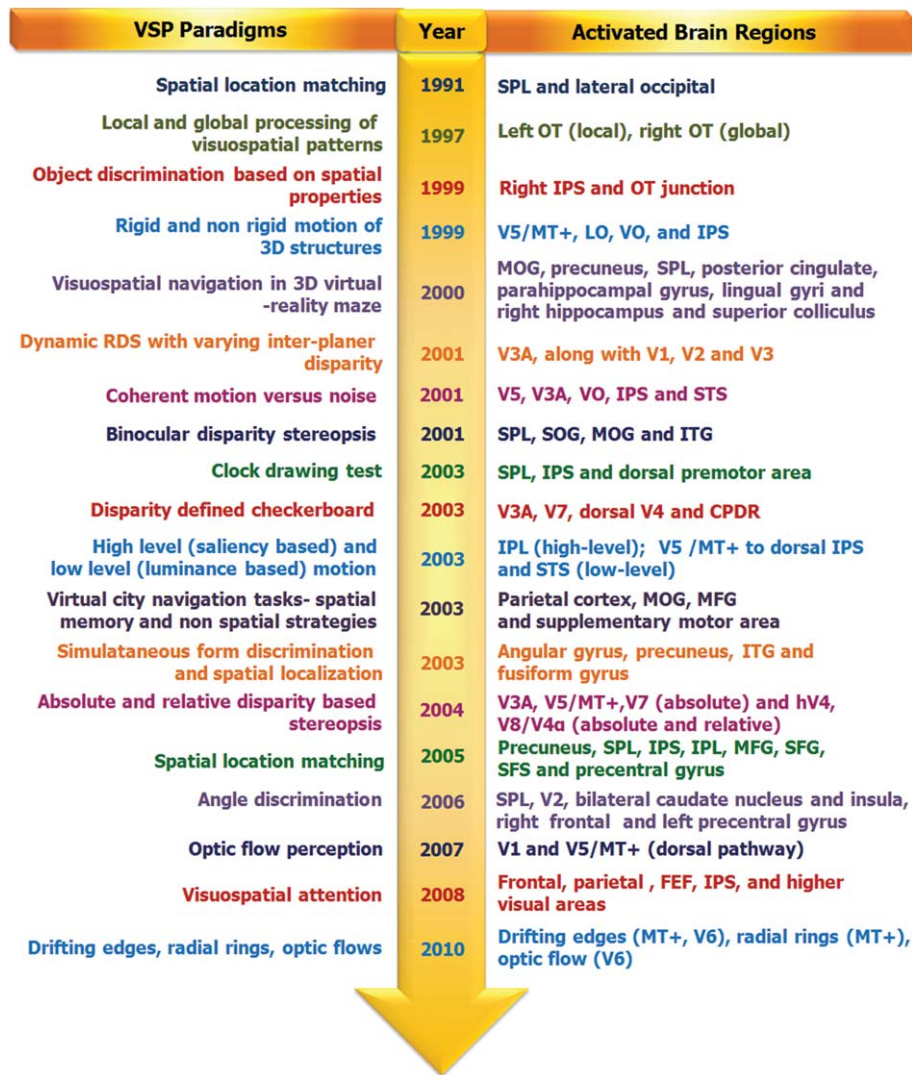 VSP Paradigms Year Activated Brain Regions
Spatial location matching 1991 SPL and lateral occipital
Local and global processing of
visuospatial patterns 1997 Left OT (local), right OT (global)
Object discrimination based on spatial
properties 1999 Right IPS and OT junction
Rigid and non rigid motion of
3D structures 1999 V5/MT+, LO, VO, and IPS
Visuospatial navigation in 3D virtual
-reality maze 2000 MOG, precuneus, SPL, posterior cingulate,
parahippocampal gyrus, lingual gyri and
right hippocampus and superior colliculus
Dynamic RDS with varying inter-planer
disparity 2001 V3A, along with V1, V2 and V3
Coherent motion versus noise 2001 V5, V3A, VO, IPS and STS
Binocular disparity stereopsis 2001 SPL, SOG, MOG and ITG
Clock drawing test 2003 SPL, IPS and dorsal premotor area
Disparity defined checkerboard 2003 V3A, V7, dorsal V4 and CPDR
High level (saliency based) and
low level (luminance based) motion 2003 IPL (high-level); V5 /MT+ to dorsal IPS
and STS (low-level)
Virtual city navigation tasks- spatial
memory and non spatial strategies 2003 Parietal cortex, MOG, MFG
and supplementary motor area
Simulataneous form discrimination
and spatial localization 2003 Angular gyrus, precuneus, ITG and
fusiform gyrus
Absolute and relative disparity based
stereopsis 2004 V3A, V5/MT+,V7 (absolute) and hV4,
V8/V4α (absolute and relative)
Spatial location matching 2005 Precuneus, SPL, IPS, IPL, MFG, SFG,
SFS and precentral gyrus
Angle discrimination 2006 SPL, V2, bilateral caudate nucleus and insula,
right frontal and left precentral gyrus
Optic flow perception 2007 V1 and V5/MT+ (dorsal pathway)
Visuospatial attention 2008 Frontal, parietal , FEF, IPS, and higher
visual areas
Drifting edges, radial rings, optic flows 2010 Drifting edges (MT+, V6), radial rings (MT+),
optic flow (V6)